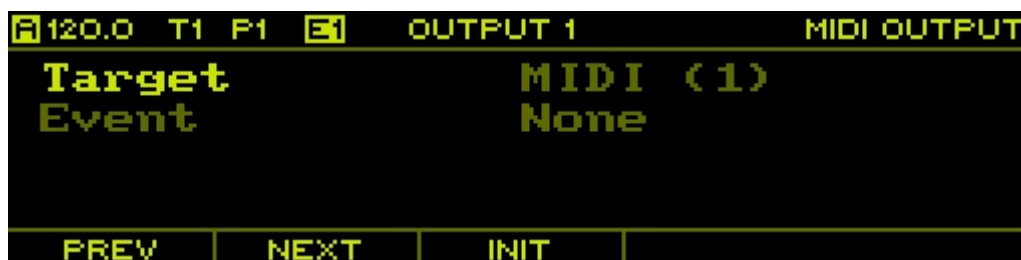 A 120.0 T1 P1 E1 OUTPUT 1 MIDI OUTPUT
Target MIDI (1)
Event None
PREV NEXT INIT